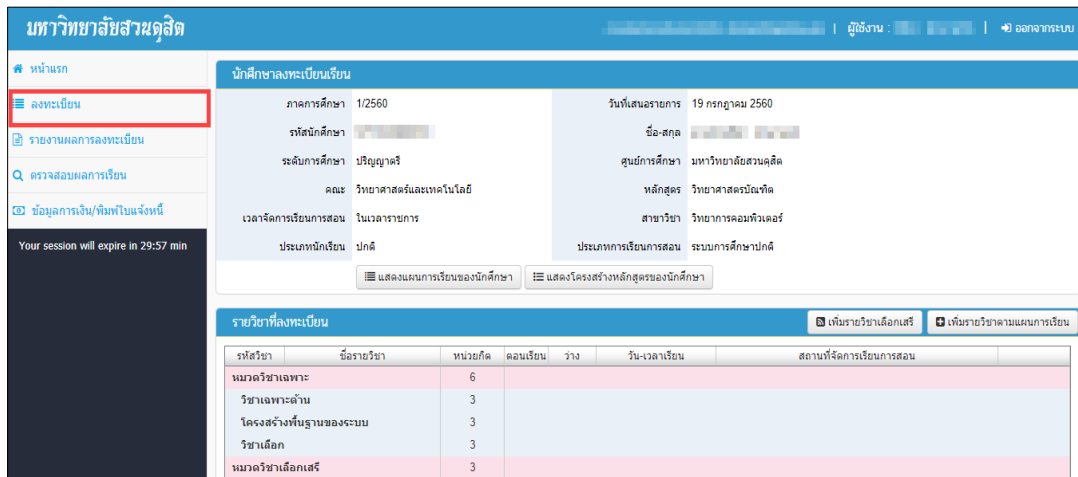 มหาวิทยาลัยสวนดุสิต
| ผู้ใช้งาน : | ออกจากระบบ
หน้าแรก
ลงทะเบียน
รายงานผลการลงทะเบียน
ตรวจสอบผลการเรียน
ข้อมูลการเงิน/พิมพ์ใบแจ้งหนี้
Your session will expire in 29:57 min
นักศึกษาลงทะเบียนเรียน
ภาคการศึกษา 1/2560 วันที่เสนอรายการ 19 กรกฎาคม 2560
รหัสนักศึกษา ชื่อ-สกุล
ระดับการศึกษา ปริญญาตรี ศูนย์การศึกษา มหาวิทยาลัยสวนดุสิต
คณะ วิทยาศาสตร์และเทคโนโลยี หลักสูตร วิทยาศาสตรบัณฑิต
เวลาจัดการเรียนการสอน ในเวลาราชการ สาขาวิชา วิทยาการคอมพิวเตอร์
ประเภทนักเรียน ปกติ ประเภทการเรียนการสอน ระบบการศึกษาปกติ
แสดงแผนการเรียนของนักศึกษา แสดงโครงสร้างหลักสูตรของนักศึกษา
รายวิชาที่ลงทะเบียน เพิ่มรายวิชาเลือกเสรี เพิ่มรายวิชาตามแผนการเรียน
รหัสวิชา ชื่อรายวิชา หน่วยกิต ตอนเรียน ว่าง วัน-เวลาเรียน สถานที่จัดการเรียนการสอน
หมวดวิชาเฉพาะ 6
วิชาเฉพาะด้าน 3
โครงสร้างพื้นฐานของระบบ 3
วิชาเลือก 3
หมวดวิชาเลือกเสรี 3